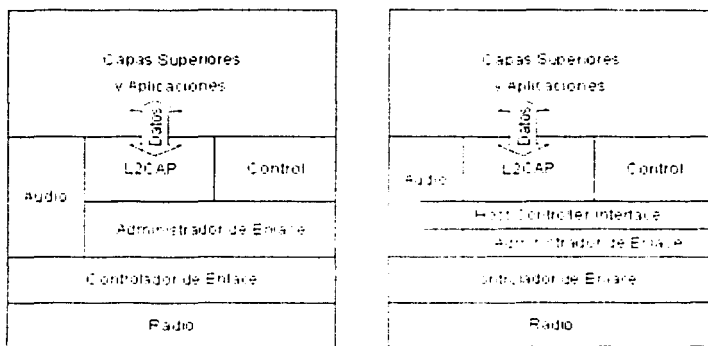 Capas Superiores
y Aplicaciones
Datos
L2CAP
Control
Audio
Administrador de Enlace
Controlador de Enlace
Radio
Capas Superiores
y Aplicaciones
Datos
L2CAP
Control
Audio
Host Controller Interface
Administrador de Enlace
ontrolador de Enlace
Radio